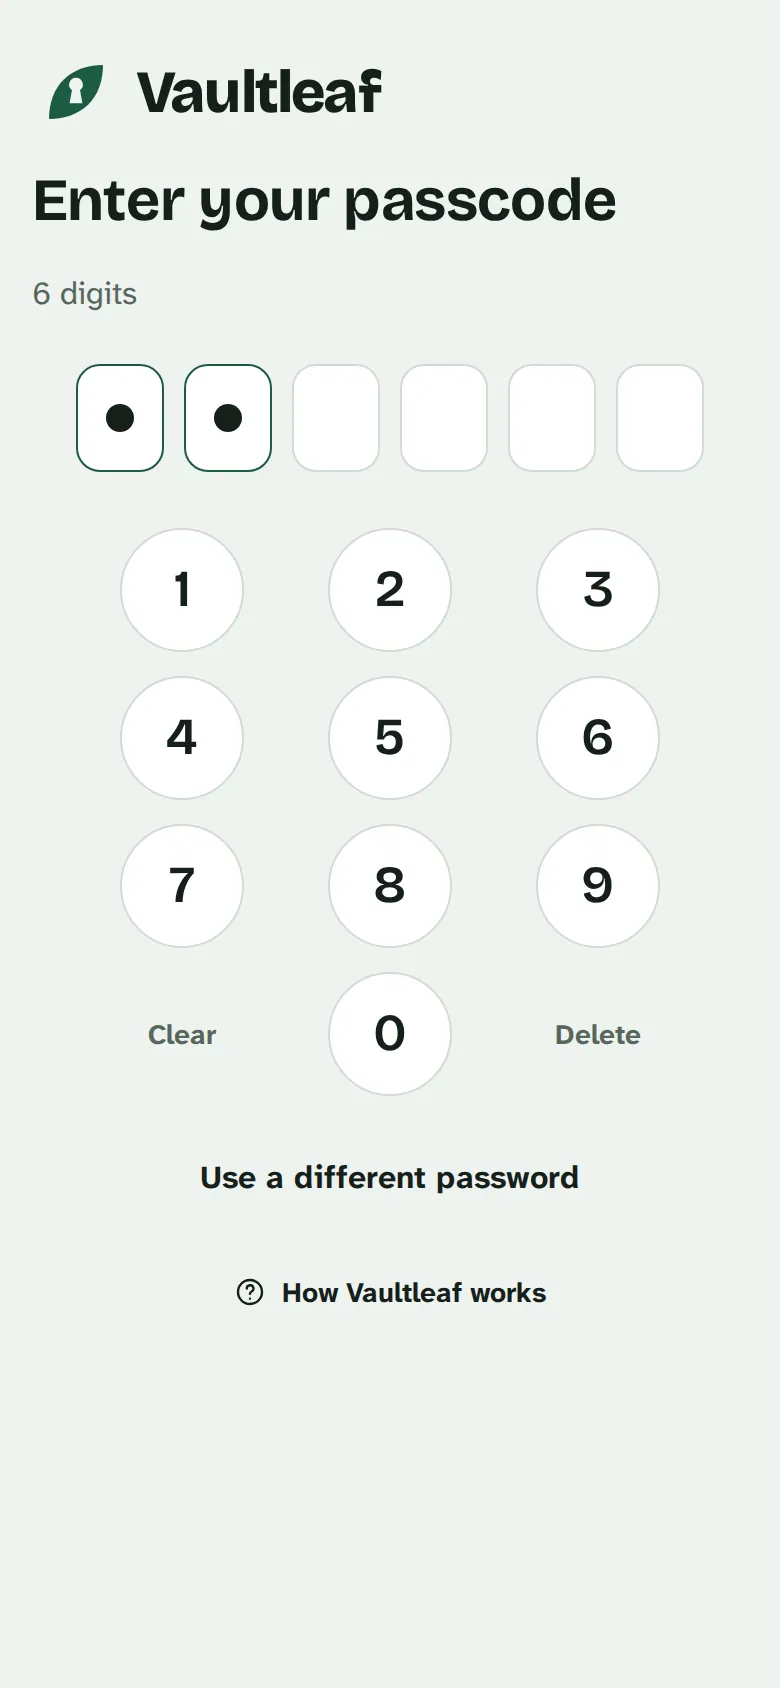 Vaultleaf
Enter your passcode
6 digits
1 2 3
4 5 6
7 8 9
Clear 0 Delete
Use a different password
How Vaultleaf works